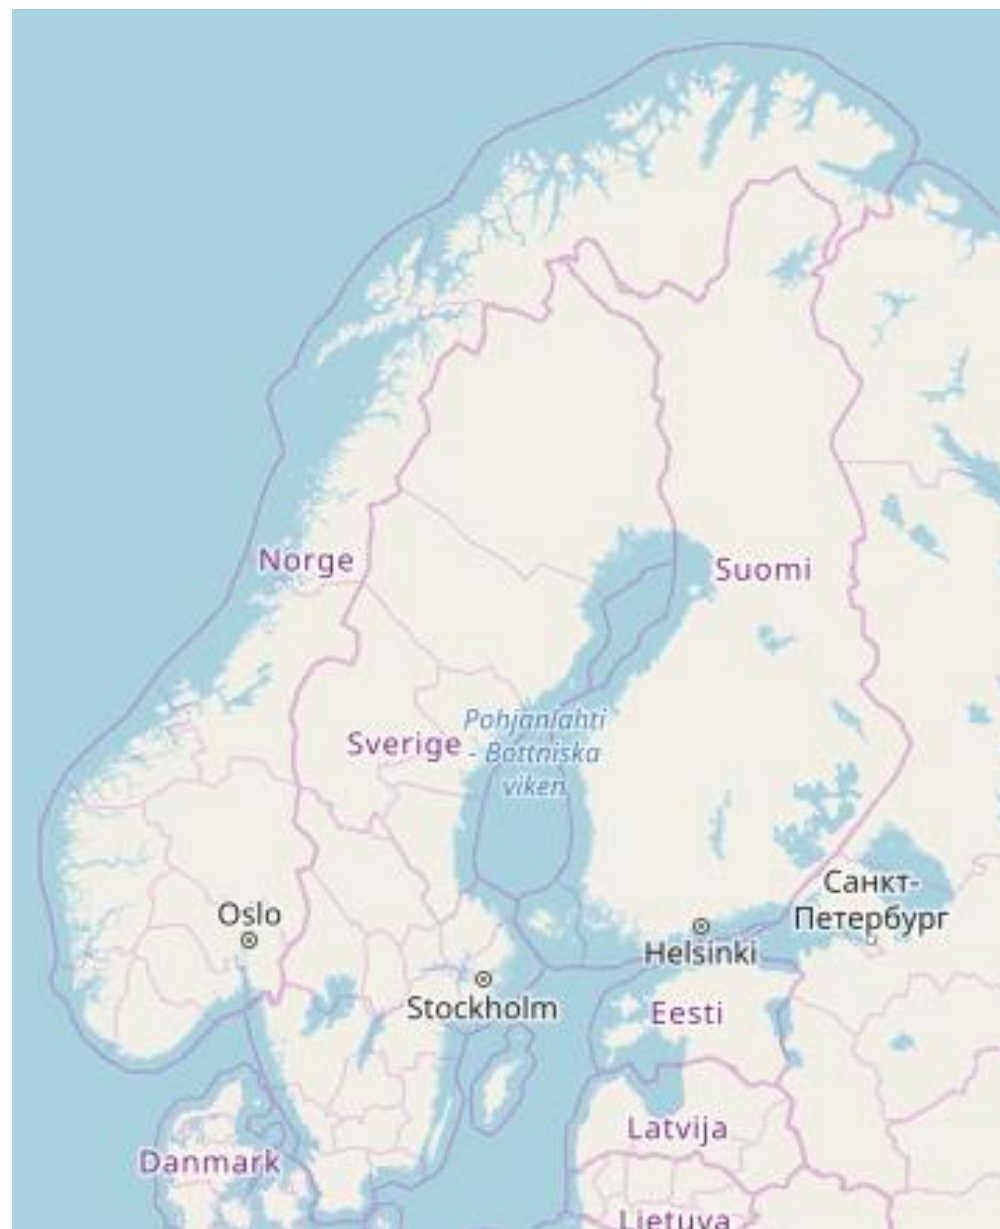 Norge
Suomi
Pohjanlahti
- Bottniska
viken
Sverige
Санкт-
Петербург
Oslo
Helsinki
Stockholm
Eesti
Latvija
Danmark
Lietuva